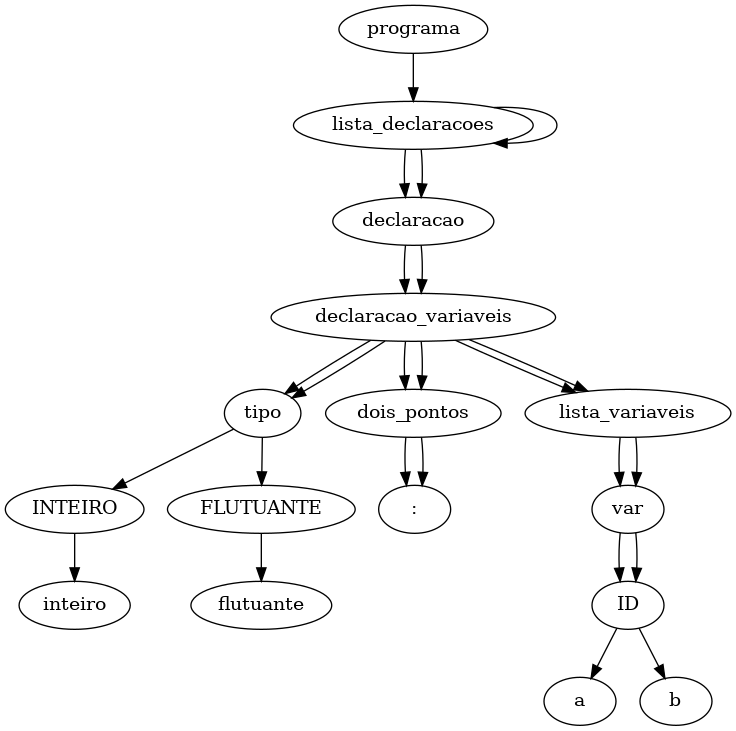 programa
lista_declaracoes
declaracao
declaracao_variaveis
tipo
dois_pontos
lista_variaveis
INTEIRO
FLUTUANTE
:
var
inteiro
flutuante
ID
a
b